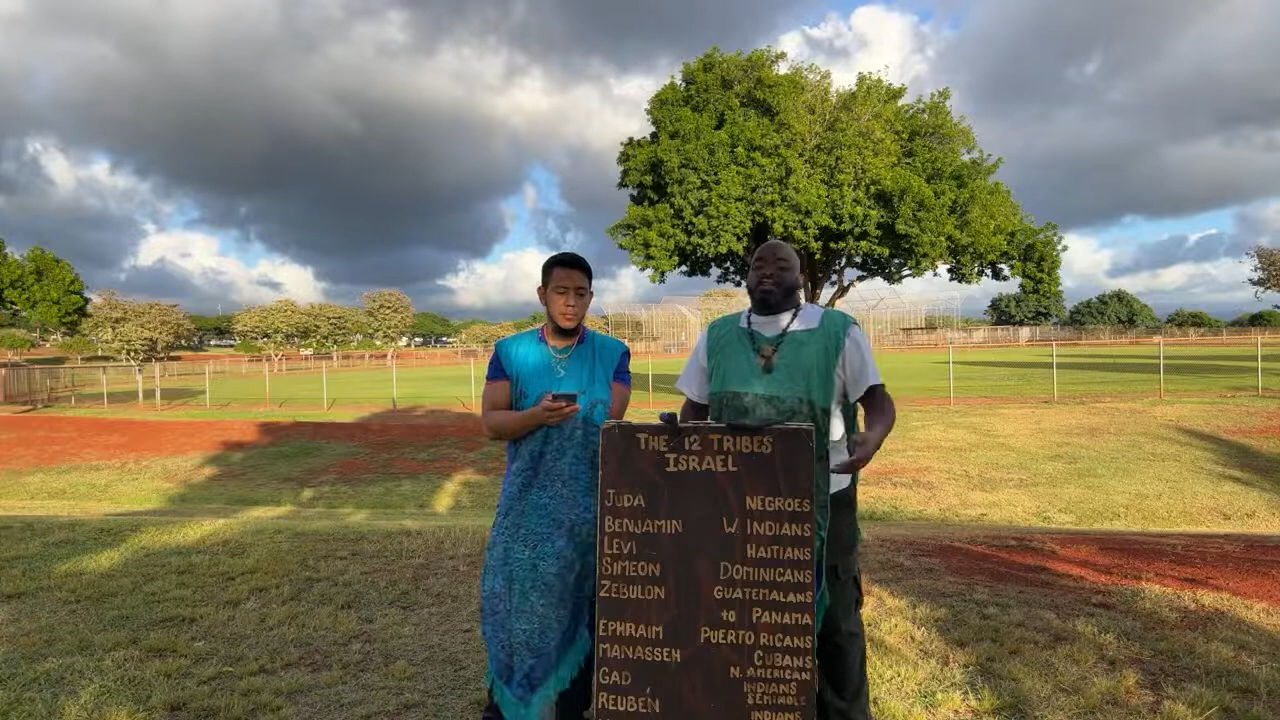 THE 12 TRIBES
ISRAEL
JUDA NEGROES
BENJAMIN W. INDIANS
LEVI HAITIANS
SIMEON DOMINICANS
ZEBULON GUATEMALANS
to PANAMA
EPHRAIM PUERTO RICANS
MANASSEH CUBANS
GAD N. AMERICAN
INDIANS
REUBEN SEMINOLE
INDIANS